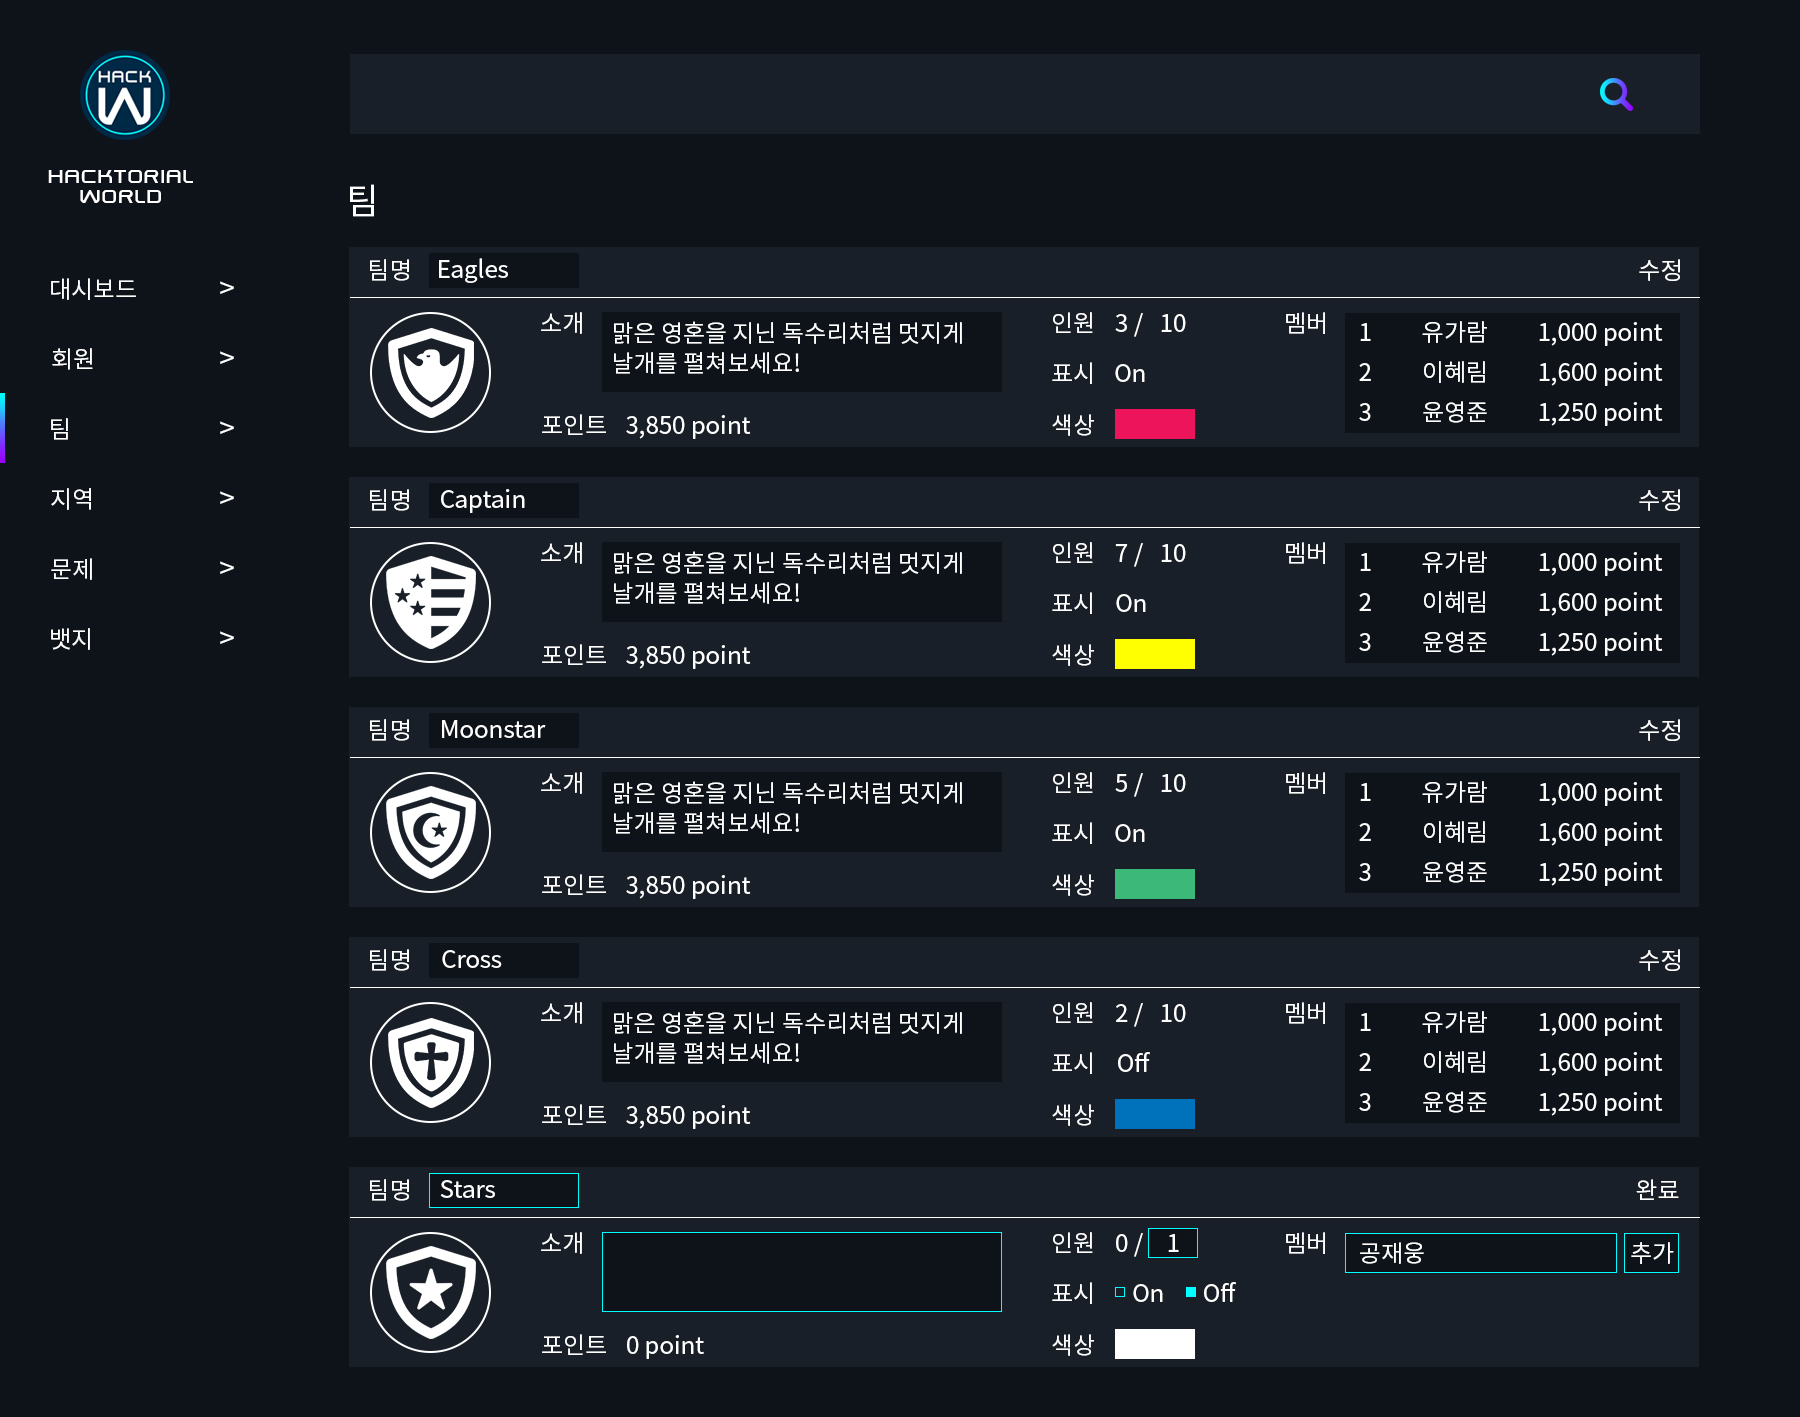 HACK
W
HACKTORIAL
WORLD
대시보드 >
회원 >
팀 >
지역 >
문제 >
뱃지 >
팀
팀명 Eagles 수정
소개 맑은 영혼을 지닌 독수리처럼 멋지게
날개를 펼쳐보세요!
포인트 3,850 point
인원 3 / 10
표시 On
색상
멤버 1 유가람 1,000 point
2 이혜림 1,600 point
3 윤영준 1,250 point
팀명 Captain 수정
소개 맑은 영혼을 지닌 독수리처럼 멋지게
날개를 펼쳐보세요!
포인트 3,850 point
인원 7 / 10
표시 On
색상
멤버 1 유가람 1,000 point
2 이혜림 1,600 point
3 윤영준 1,250 point
팀명 Moonstar 수정
소개 맑은 영혼을 지닌 독수리처럼 멋지게
날개를 펼쳐보세요!
포인트 3,850 point
인원 5 / 10
표시 On
색상
멤버 1 유가람 1,000 point
2 이혜림 1,600 point
3 윤영준 1,250 point
팀명 Cross 수정
소개 맑은 영혼을 지닌 독수리처럼 멋지게
날개를 펼쳐보세요!
포인트 3,850 point
인원 2 / 10
표시 Off
색상
멤버 1 유가람 1,000 point
2 이혜림 1,600 point
3 윤영준 1,250 point
팀명 Stars 완료
소개
포인트 0 point
인원 0 / 1
표시 On Off
색상
멤버 공재웅 추가